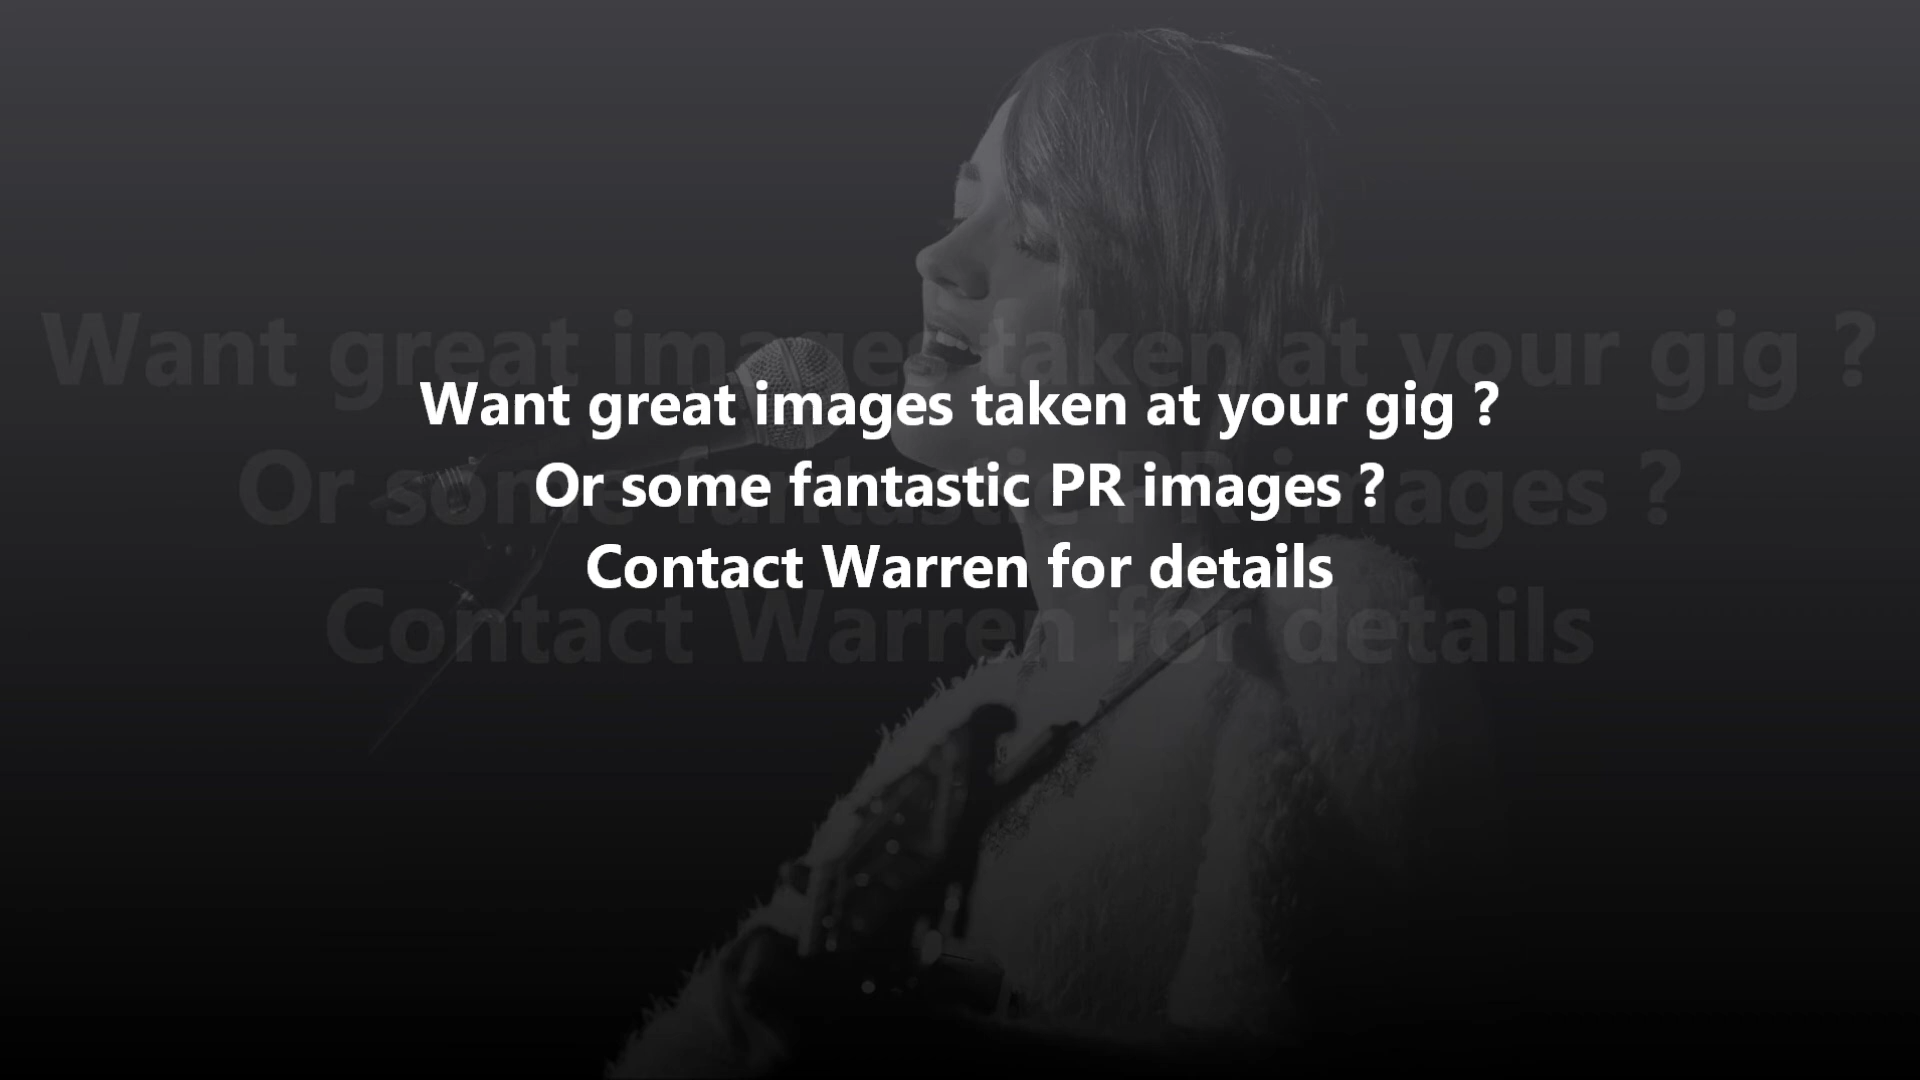 Want great images taken at your gig ?
Or some fantastic PR images ?
Contact Warren for details